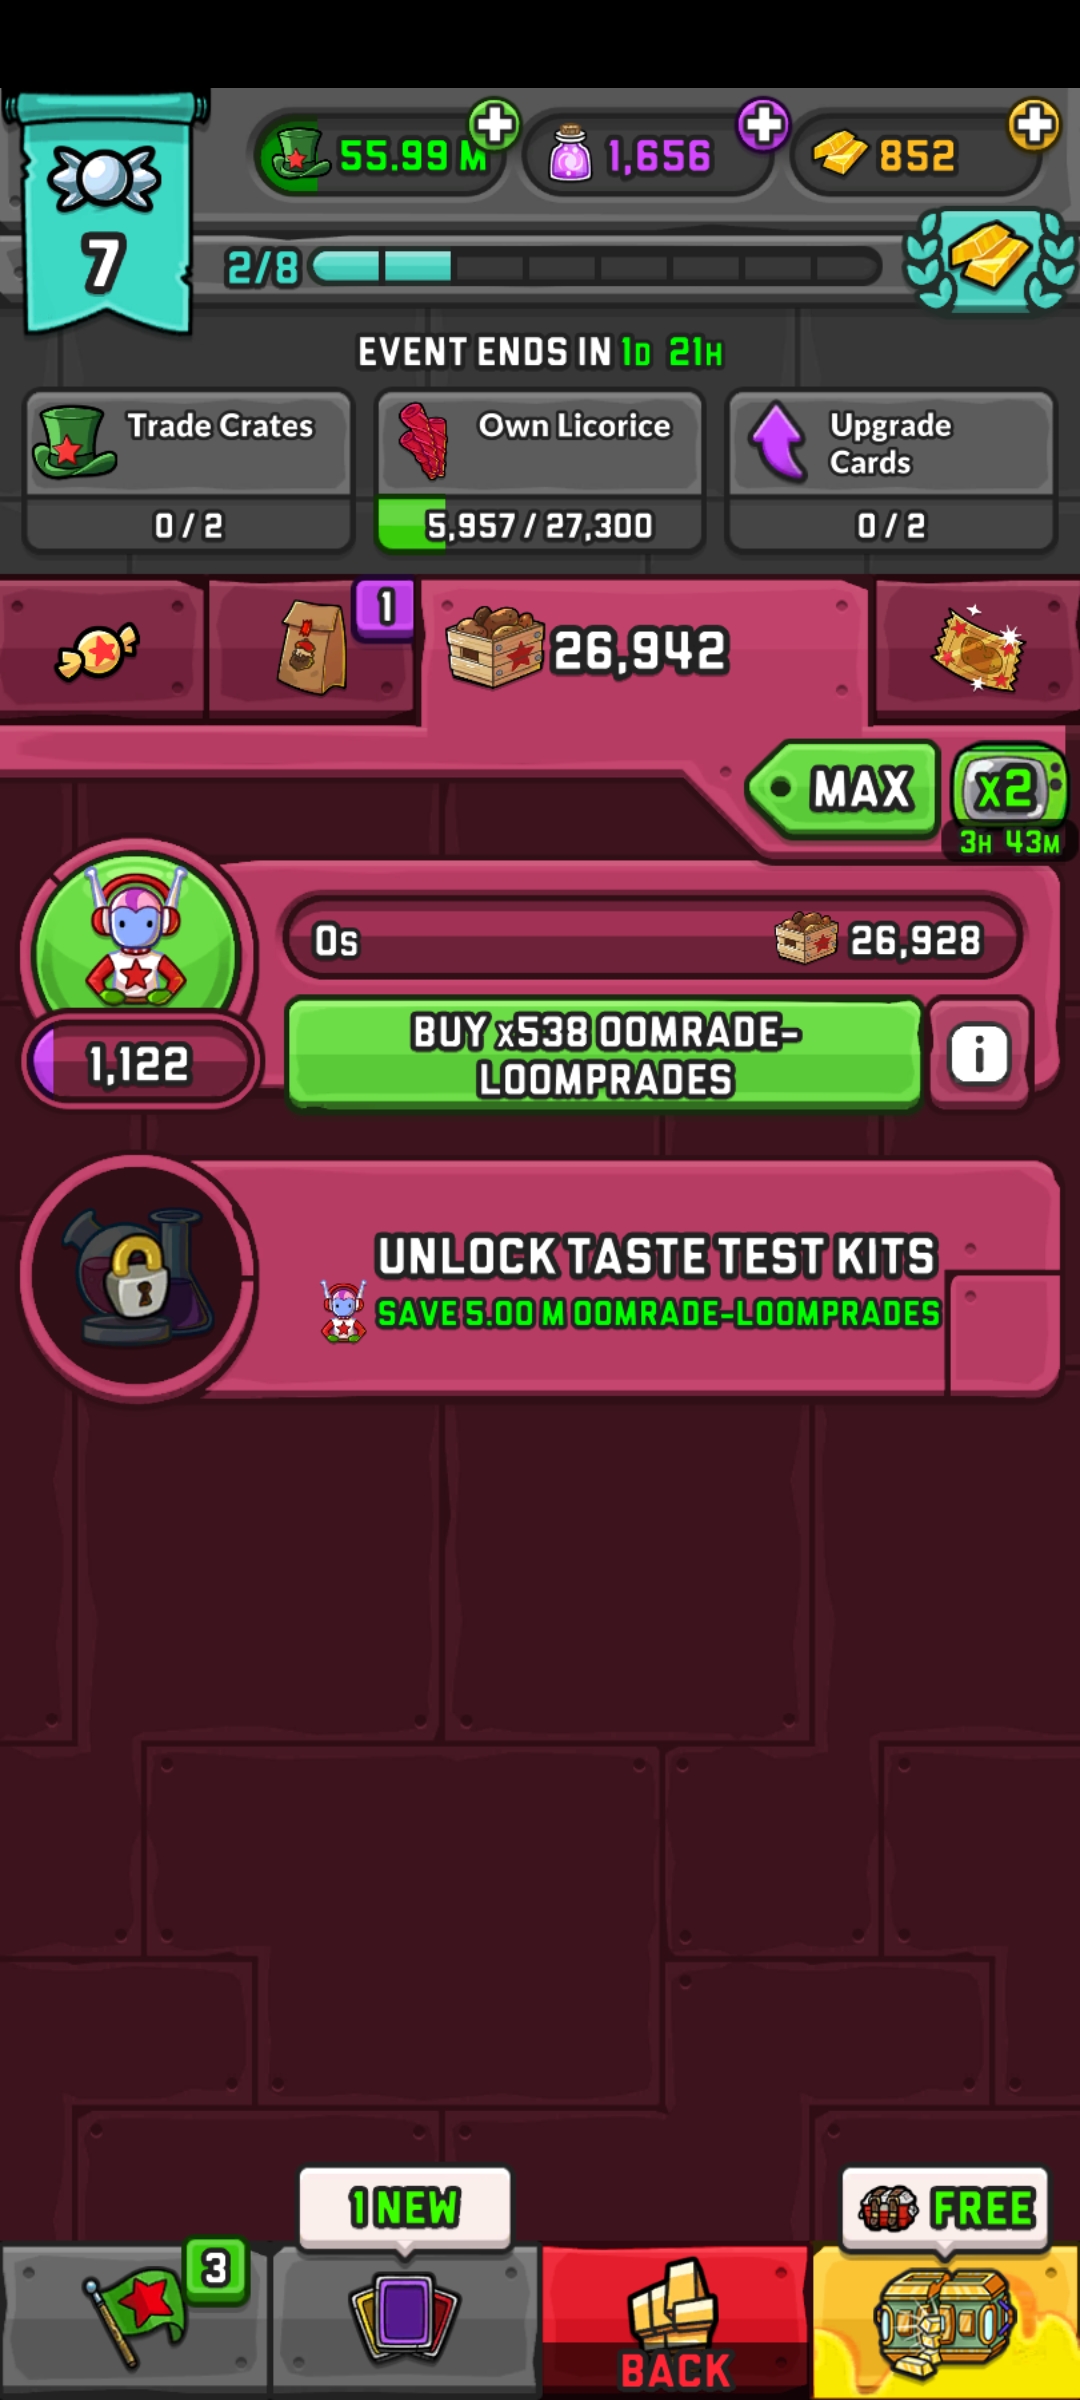 55.99 M
1,656
852
7
2/8
EVENT ENDS IN 1D 21H
Trade Crates
0 / 2
Own Licorice
5,957 / 27,300
Upgrade
Cards
0 / 2
1
26,942
MAX
x2
3H 43M
0s
26,928
1,122
BUY x538 OOMRADE-
LOOMPRADES
i
UNLOCK TASTE TEST KITS
SAVE 5.00 M OOMRADE-LOOMPRADES
1 NEW
FREE
3
BACK